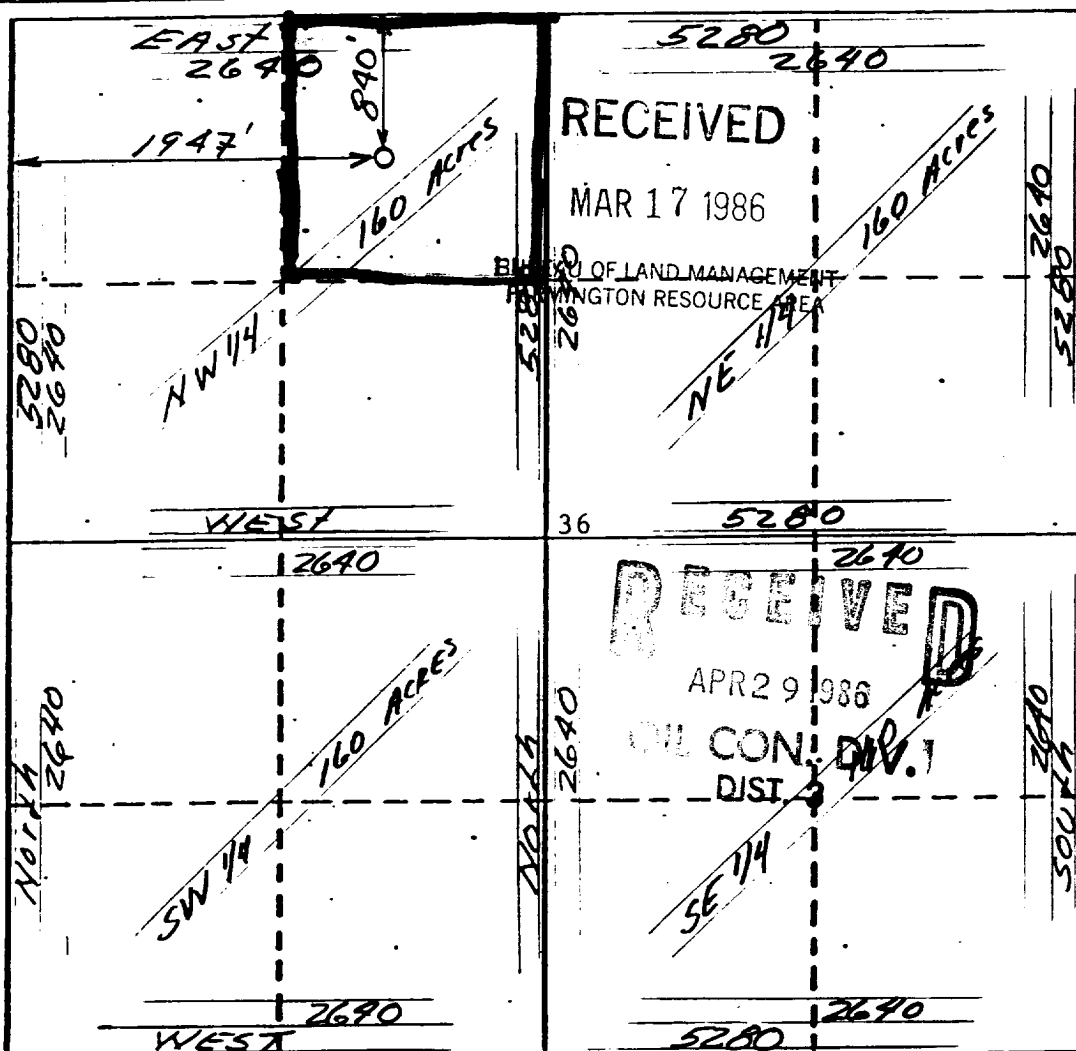 EAST
5280
2640
2640
840'
1947'
RECEIVED
MAR 17 1986
BUREAU OF LAND MANAGEMENT
FARMINGTON RESOURCE AREA
160 Acres
160 Acres
NW 1/4
NE 1/4
5280
2640
5280
2640
2640
5280
WEST
36
5280
2640
2640
RECEIVED
APR 29 1986
OIL CON. DIV.
DIST. 3
160 ACRES
SW 1/4
SE 1/4
North
2640
North
2640
2640
South
2640
2640
WEST
5280